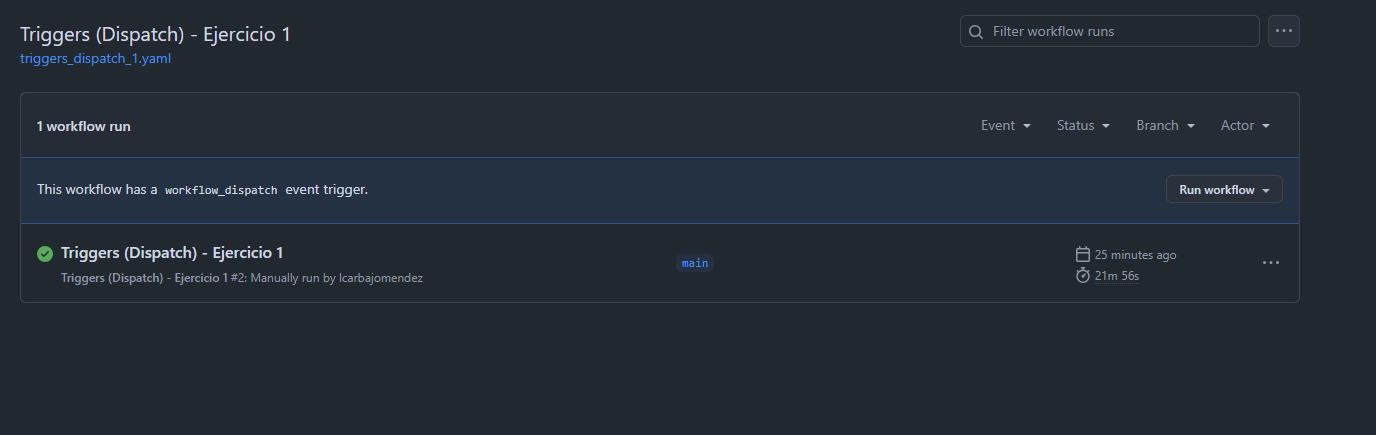 Triggers (Dispatch) - Ejercicio 1
Filter workflow runs
triggers_dispatch_1.yaml
1 workflow run
Event
Status
Branch
Actor
This workflow has a workflow_dispatch event trigger.
Run workflow
Triggers (Dispatch) - Ejercicio 1
main
25 minutes ago
Triggers (Dispatch) - Ejercicio 1 #2: Manually run by lcarbajomendez
21m 56s